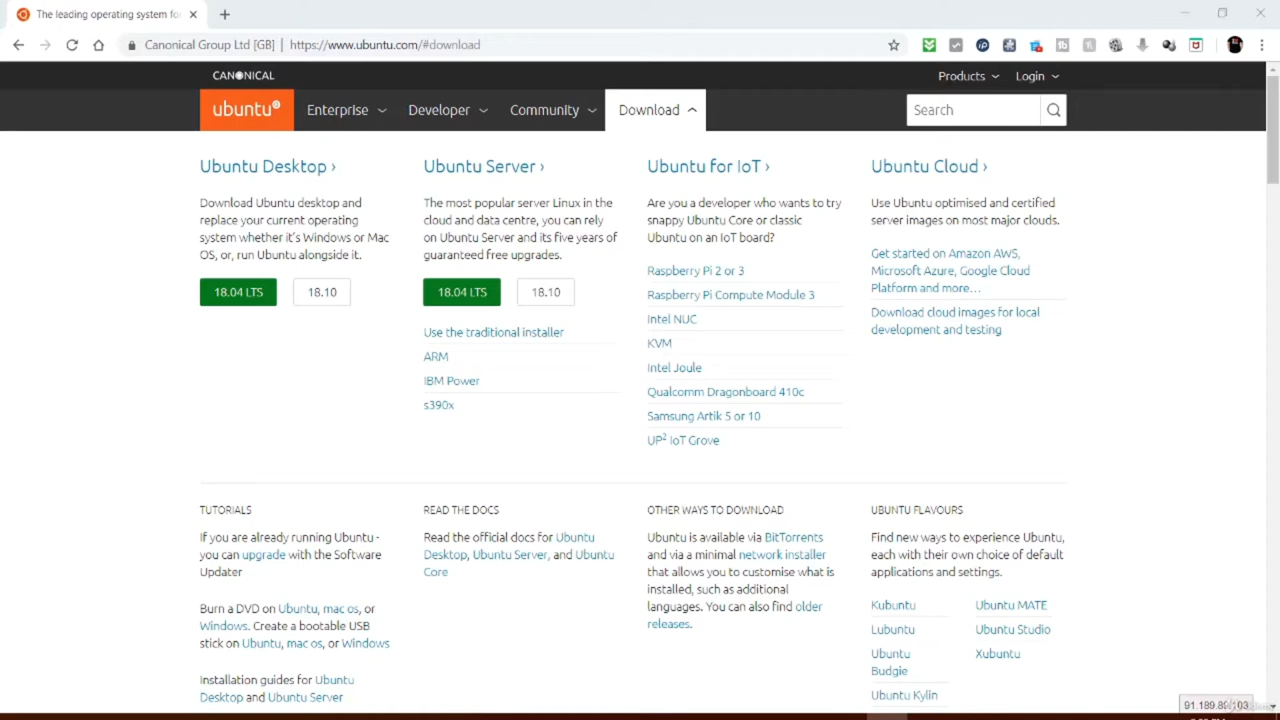 The leading operating system fo
Canonical Group Ltd [GB] | https://www.ubuntu.com/#download
CANONICAL
Products
Login
ubuntu®
Enterprise
Developer
Community
Download
Search
Ubuntu Desktop ›
Download Ubuntu desktop and
replace your current operating
system whether it's Windows or Mac
OS, or, run Ubuntu alongside it.
18.04 LTS
18.10
Ubuntu Server ›
The most popular server Linux in the
cloud and data centre, you can rely
on Ubuntu Server and its five years of
guaranteed free upgrades.
18.04 LTS
18.10
Use the traditional installer
ARM
IBM Power
s390x
Ubuntu for IoT ›
Are you a developer who wants to try
snappy Ubuntu Core or classic
Ubuntu on an IoT board?
Raspberry Pi 2 or 3
Raspberry Pi Compute Module 3
Intel NUC
KVM
Intel Joule
Qualcomm Dragonboard 410c
Samsung Artik 5 or 10
UP² IoT Grove
Ubuntu Cloud ›
Use Ubuntu optimised and certified
server images on most major clouds.
Get started on Amazon AWS,
Microsoft Azure, Google Cloud
Platform and more…
Download cloud images for local
development and testing
TUTORIALS
If you are already running Ubuntu -
you can upgrade with the Software
Updater
Burn a DVD on Ubuntu, mac os, or
Windows. Create a bootable USB
stick on Ubuntu, mac os, or Windows
Installation guides for Ubuntu
Desktop and Ubuntu Server
READ THE DOCS
Read the official docs for Ubuntu
Desktop, Ubuntu Server, and Ubuntu
Core
OTHER WAYS TO DOWNLOAD
Ubuntu is available via BitTorrents
and via a minimal network installer
that allows you to customise what is
installed, such as additional
languages. You can also find older
releases.
UBUNTU FLAVOURS
Find new ways to experience Ubuntu,
each with their own choice of default
applications and settings.
Kubuntu
Lubuntu
Ubuntu
Budgie
Ubuntu Kylin
Ubuntu MATE
Ubuntu Studio
Xubuntu
91.189.89.103